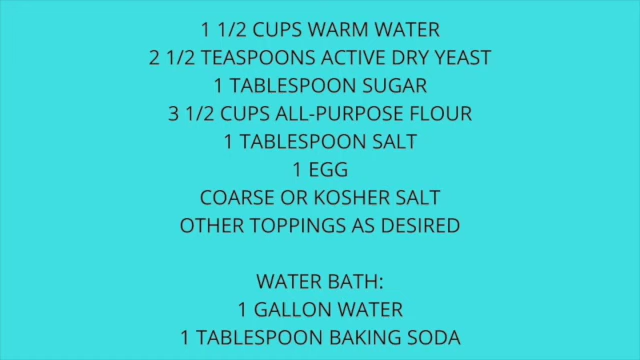 1 1/2 CUPS WARM WATER
2 1/2 TEASPOONS ACTIVE DRY YEAST
1 TABLESPOON SUGAR
3 1/2 CUPS ALL-PURPOSE FLOUR
1 TABLESPOON SALT
1 EGG
COARSE OR KOSHER SALT
OTHER TOPPINGS AS DESIRED
WATER BATH:
1 GALLON WATER
1 TABLESPOON BAKING SODA